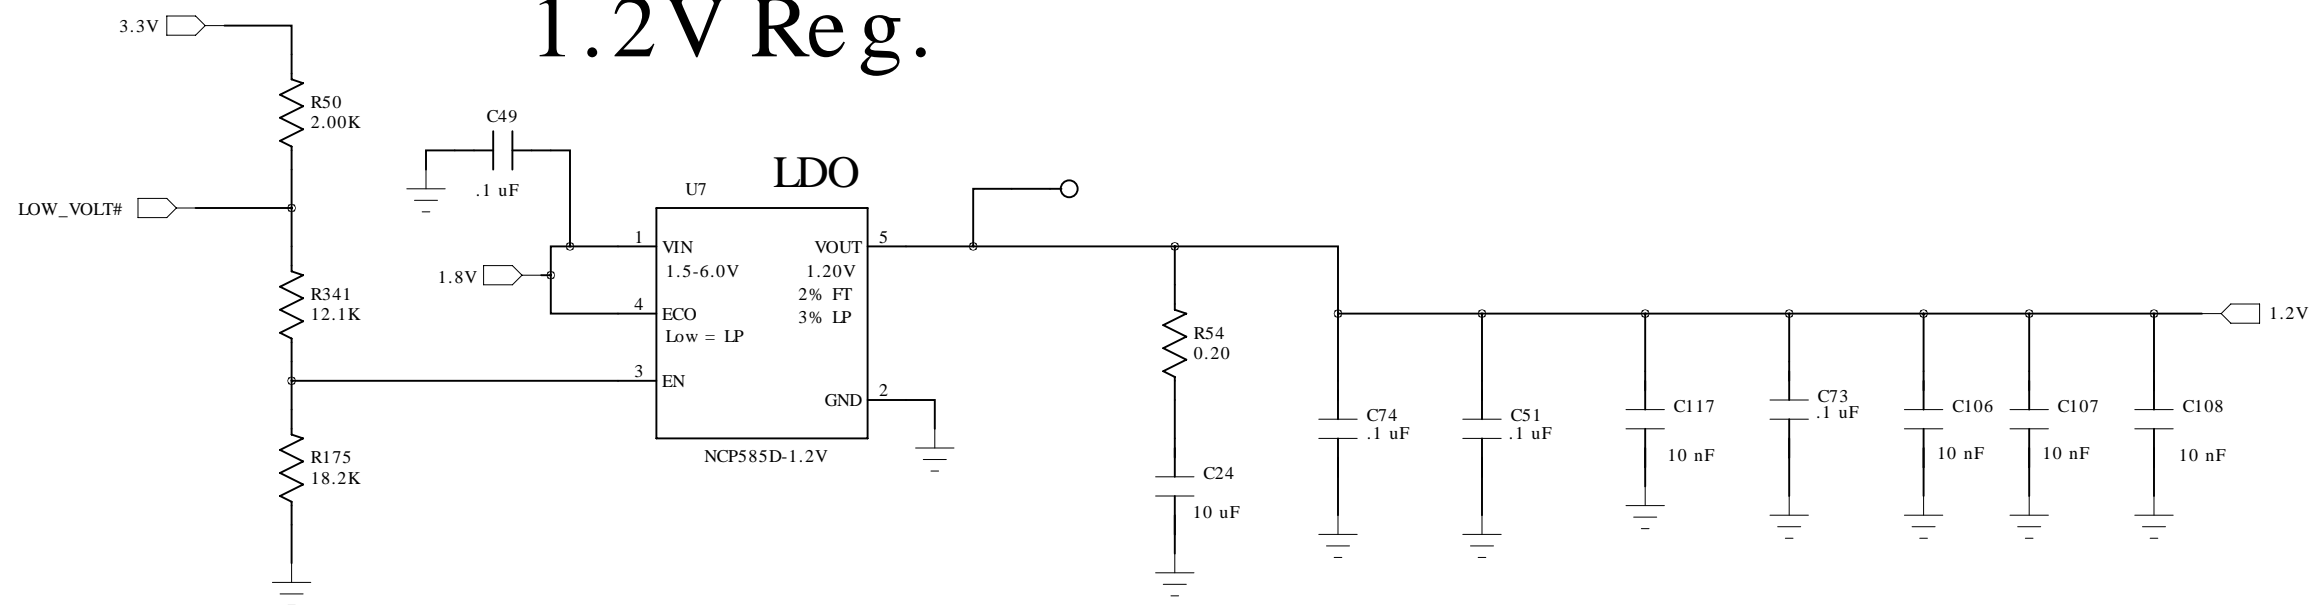 1.2V Reg.
3.3V
R50
2.00K
C49
.1 uF
LOW_VOLT#
LDO
U7
1
VIN
1.5-6.0V
VOUT
5
1.20V
2% FT
3% LP
1.8V
4
ECO
Low = LP
3
EN
GND
2
NCP585D-1.2V
R341
12.1K
R175
18.2K
R54
0.20
C24
10 uF
C74
.1 uF
C51
.1 uF
C117
10 nF
C73
.1 uF
C106
10 nF
C107
10 nF
C108
10 nF
1.2V